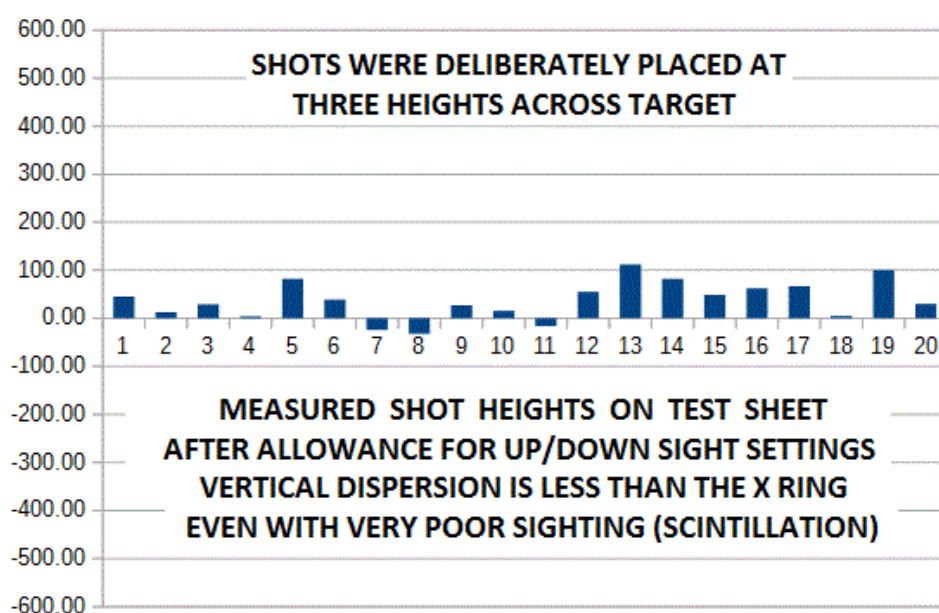 600.00
500.00
400.00
300.00
200.00
100.00
0.00
-100.00
-200.00
-300.00
-400.00
-500.00
-600.00
SHOTS WERE DELIBERATELY PLACED AT
THREE HEIGHTS ACROSS TARGET
1 2 3 4 5 6 7 8 9 10 11 12 13 14 15 16 17 18 19 20
MEASURED SHOT HEIGHTS ON TEST SHEET
AFTER ALLOWANCE FOR UP/DOWN SIGHT SETTINGS
VERTICAL DISPERSION IS LESS THAN THE X RING
EVEN WITH VERY POOR SIGHTING (SCINTILLATION)